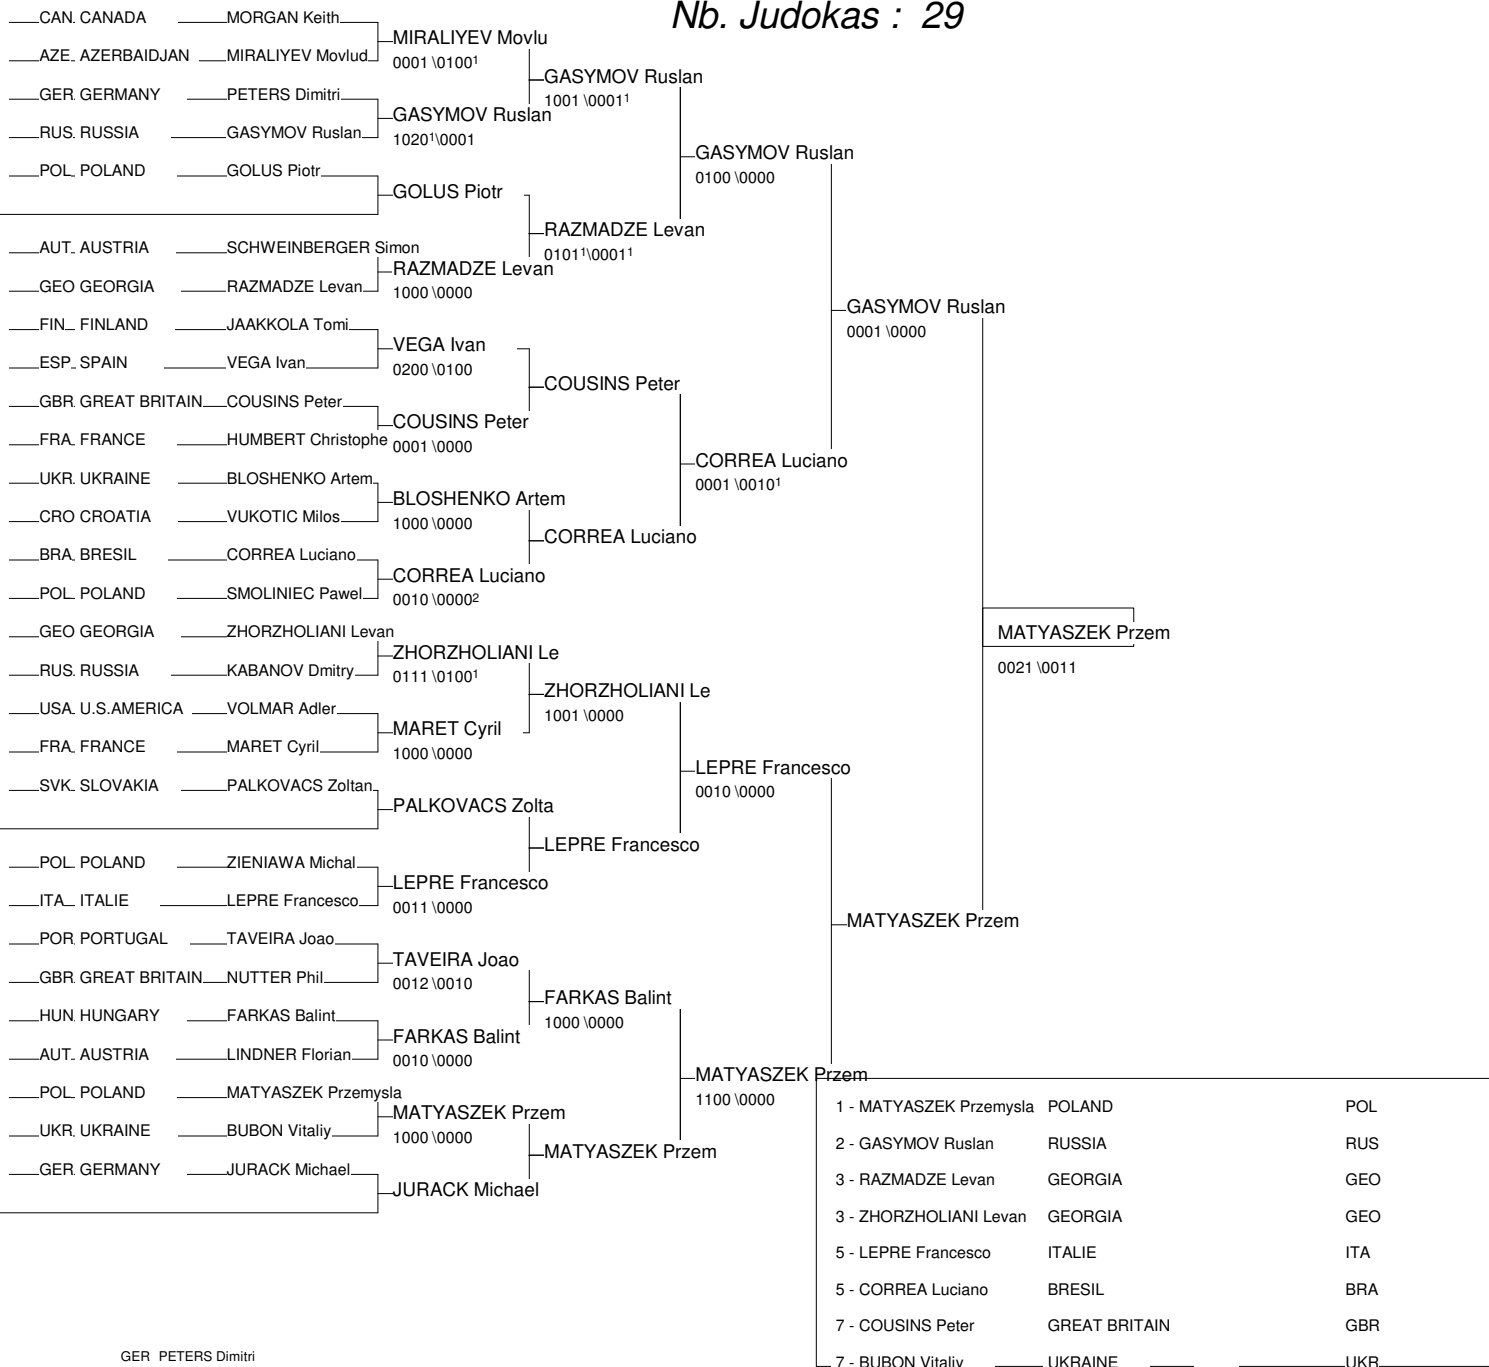 Nb. Judokas : 29
CAN CANADA MORGAN Keith
AZE AZERBAIDJAN MIRALIYEV Movlud
GER GERMANY PETERS Dimitri
RUS RUSSIA GASYMOV Ruslan
POL POLAND GOLUS Piotr
AUT AUSTRIA SCHWEINBERGER Simon
GEO GEORGIA RAZMADZE Levan
FIN FINLAND JAAKKOLA Tomi
ESP SPAIN VEGA Ivan
GBR GREAT BRITAIN COUSINS Peter
FRA FRANCE HUMBERT Christophe
UKR UKRAINE BLOSHENKO Artem
CRO CROATIA VUKOTIC Milos
BRA BRESIL CORREA Luciano
POL POLAND SMOLINIEC Pawel
GEO GEORGIA ZHORZHOLIANI Levan
RUS RUSSIA KABANOV Dmitry
USA U.S.AMERICA VOLMAR Adler
FRA FRANCE MARET Cyril
SVK SLOVAKIA PALKOVACS Zoltan
POL POLAND ZIENIAWA Michal
ITA ITALIE LEPRE Francesco
POR PORTUGAL TAVEIRA Joao
GBR GREAT BRITAIN NUTTER Phil
HUN HUNGARY FARKAS Balint
AUT AUSTRIA LINDNER Florian
POL POLAND MATYASZEK Przemysla
UKR UKRAINE BUBON Vitaliy
GER GERMANY JURACK Michael
MIRALIYEV Movlu
0001 \0100¹
GASYMOV Ruslan
1020¹\0001
GOLUS Piotr
RAZMADZE Levan
1000 \0000
VEGA Ivan
0200 \0100
COUSINS Peter
0001 \0000
BLOSHENKO Artem
1000 \0000
CORREA Luciano
0010 \0000²
ZHORZHOLIANI Le
0111 \0100¹
MARET Cyril
1000 \0000
PALKOVACS Zolta
LEPRE Francesco
0011 \0000
TAVEIRA Joao
0012 \0010
FARKAS Balint
0010 \0000
MATYASZEK Przem
1000 \0000
JURACK Michael
GASYMOV Ruslan
1001 \0001¹
RAZMADZE Levan
0101¹\0001¹
COUSINS Peter
CORREA Luciano
ZHORZHOLIANI Le
1001 \0000
LEPRE Francesco
FARKAS Balint
1000 \0000
MATYASZEK Przem
GASYMOV Ruslan
0100 \0000
CORREA Luciano
0001 \0010¹
LEPRE Francesco
0010 \0000
MATYASZEK Przem
1100 \0000
GASYMOV Ruslan
0001 \0000
MATYASZEK Przem
MATYASZEK Przem
0021 \0011
1 - MATYASZEK Przemysla POLAND POL
2 - GASYMOV Ruslan RUSSIA RUS
3 - RAZMADZE Levan GEORGIA GEO
3 - ZHORZHOLIANI Levan GEORGIA GEO
5 - LEPRE Francesco ITALIE ITA
5 - CORREA Luciano BRESIL BRA
7 - COUSINS Peter GREAT BRITAIN GBR
7 - BUBON Vitaliy UKRAINE UKR
GER PETERS Dimitri